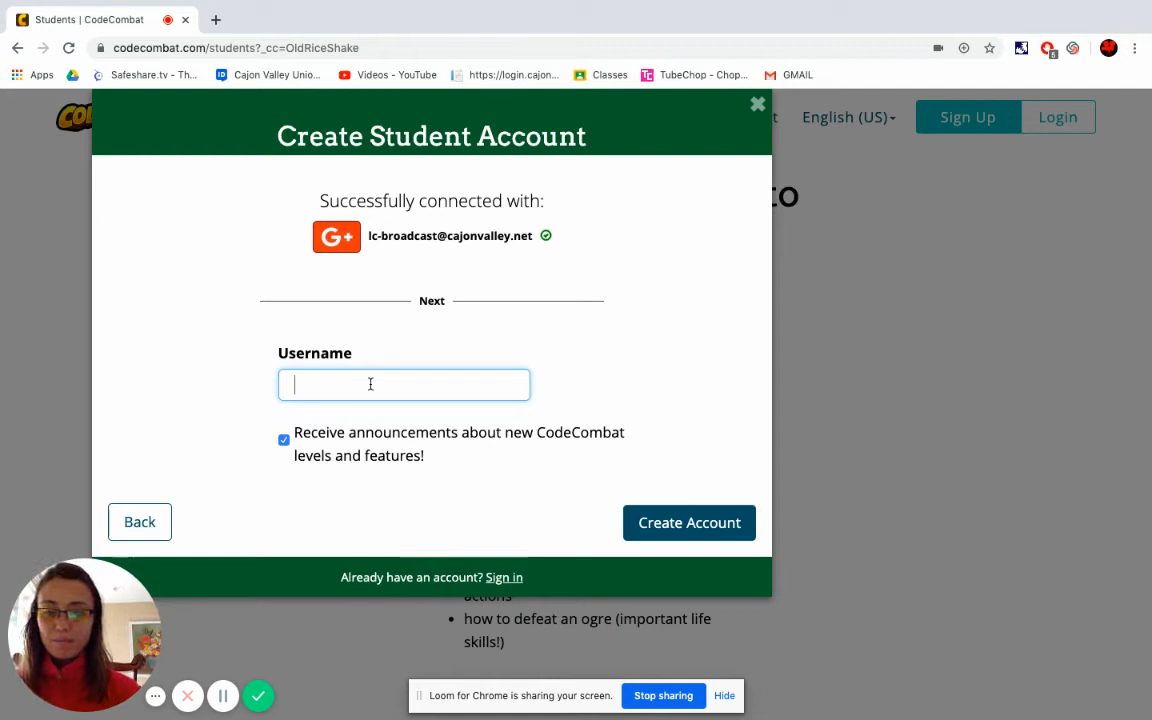 Students | CodeCombat
codecombat.com/students?_cc=OldRiceShake
5
Apps
Safeshare.tv - Th...
Cajon Valley Unio...
Videos - YouTube
https://login.cajon...
Classes
TubeChop - Chop...
GMAIL
English (US)
Sign Up
Login
Create Student Account
to
Successfully connected with:
G+ lc-broadcast@cajonvalley.net
Next
Username
Receive announcements about new CodeCombat
levels and features!
Back
Create Account
Already have an account? Sign in
actions
how to defeat an ogre (important life
skills!)
Loom for Chrome is sharing your screen.
Stop sharing
Hide